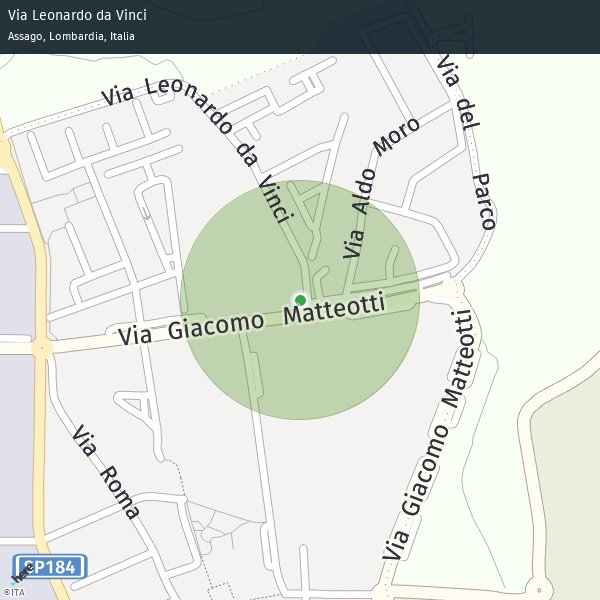 Via Leonardo da Vinci
Assago, Lombardia, Italia
Via Leonardo da Vinci
Via del Parco
Via Aldo Moro
Via Giacomo Matteotti
Via Giacomo Matteotti
Via Roma
SP184
here
©ITA